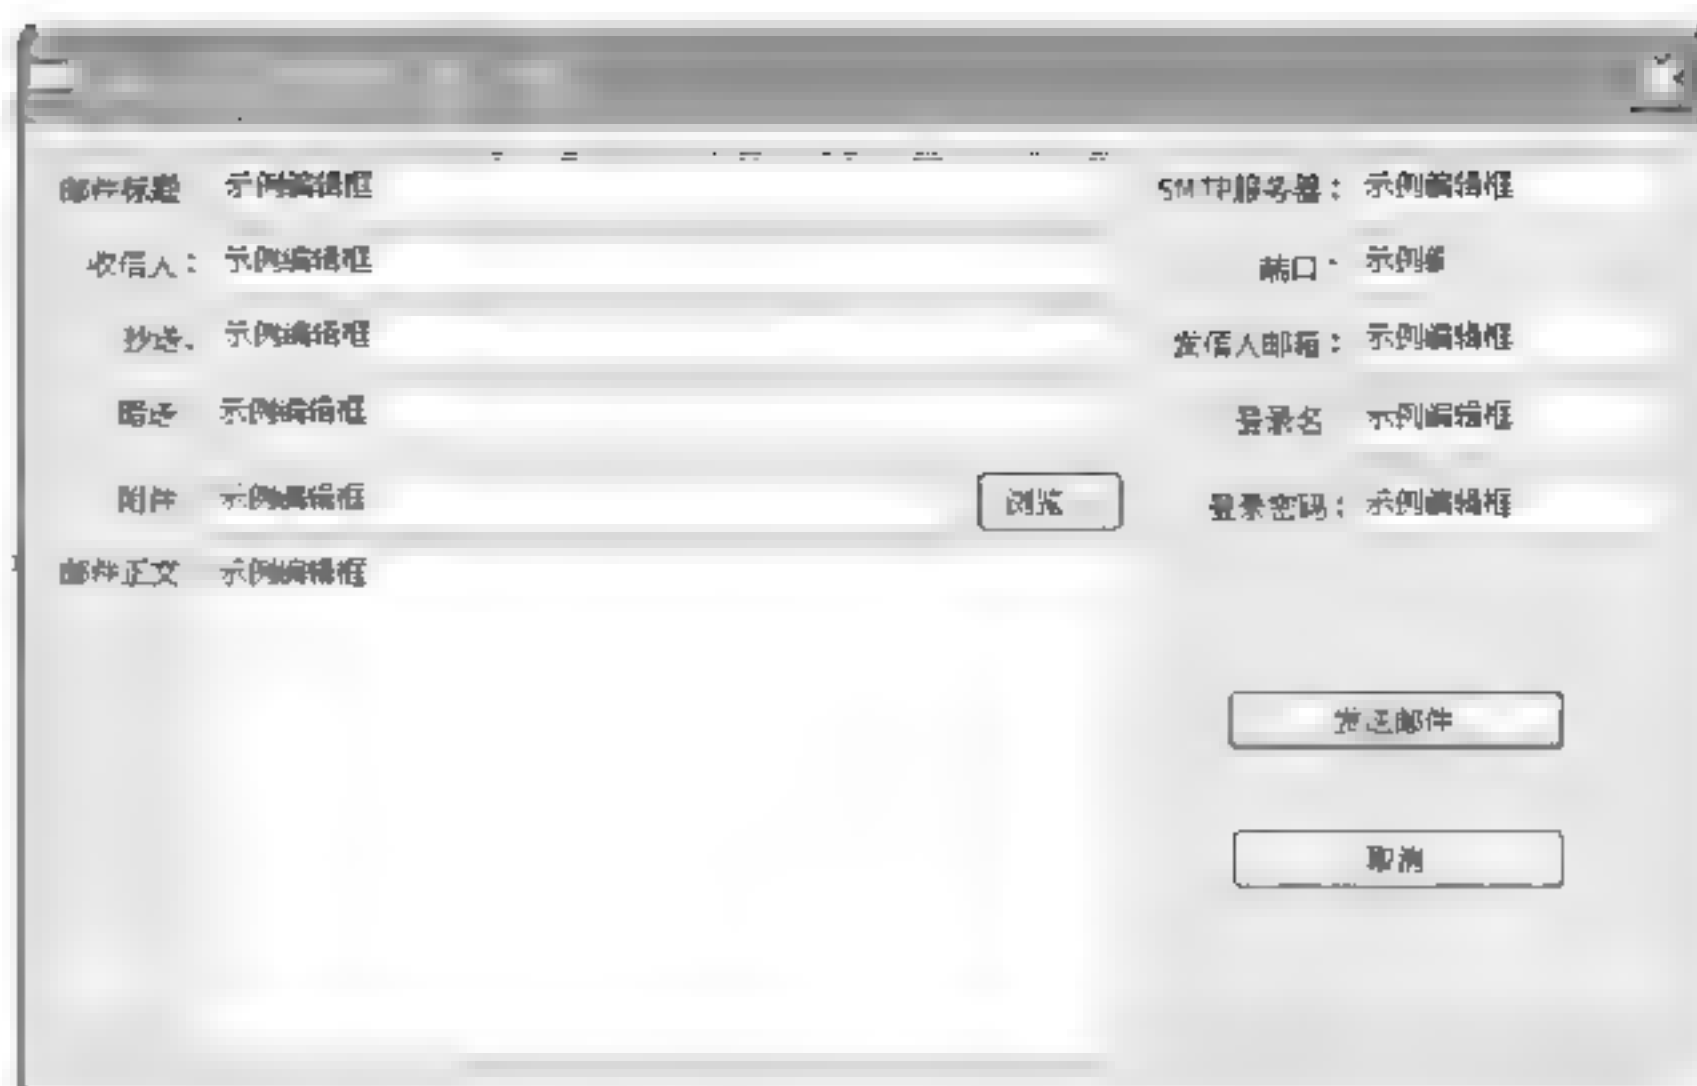 邮件标题 示例编辑框
收信人： 示例编辑框
抄送： 示例编辑框
暗送 示例编辑框
附件 示例编辑框 浏览
邮件正文 示例编辑框
SMTP服务器： 示例编辑框
端口： 示例编
发信人邮箱： 示例编辑框
登录名 示例编辑框
登录密码： 示例编辑框
发送邮件
取消